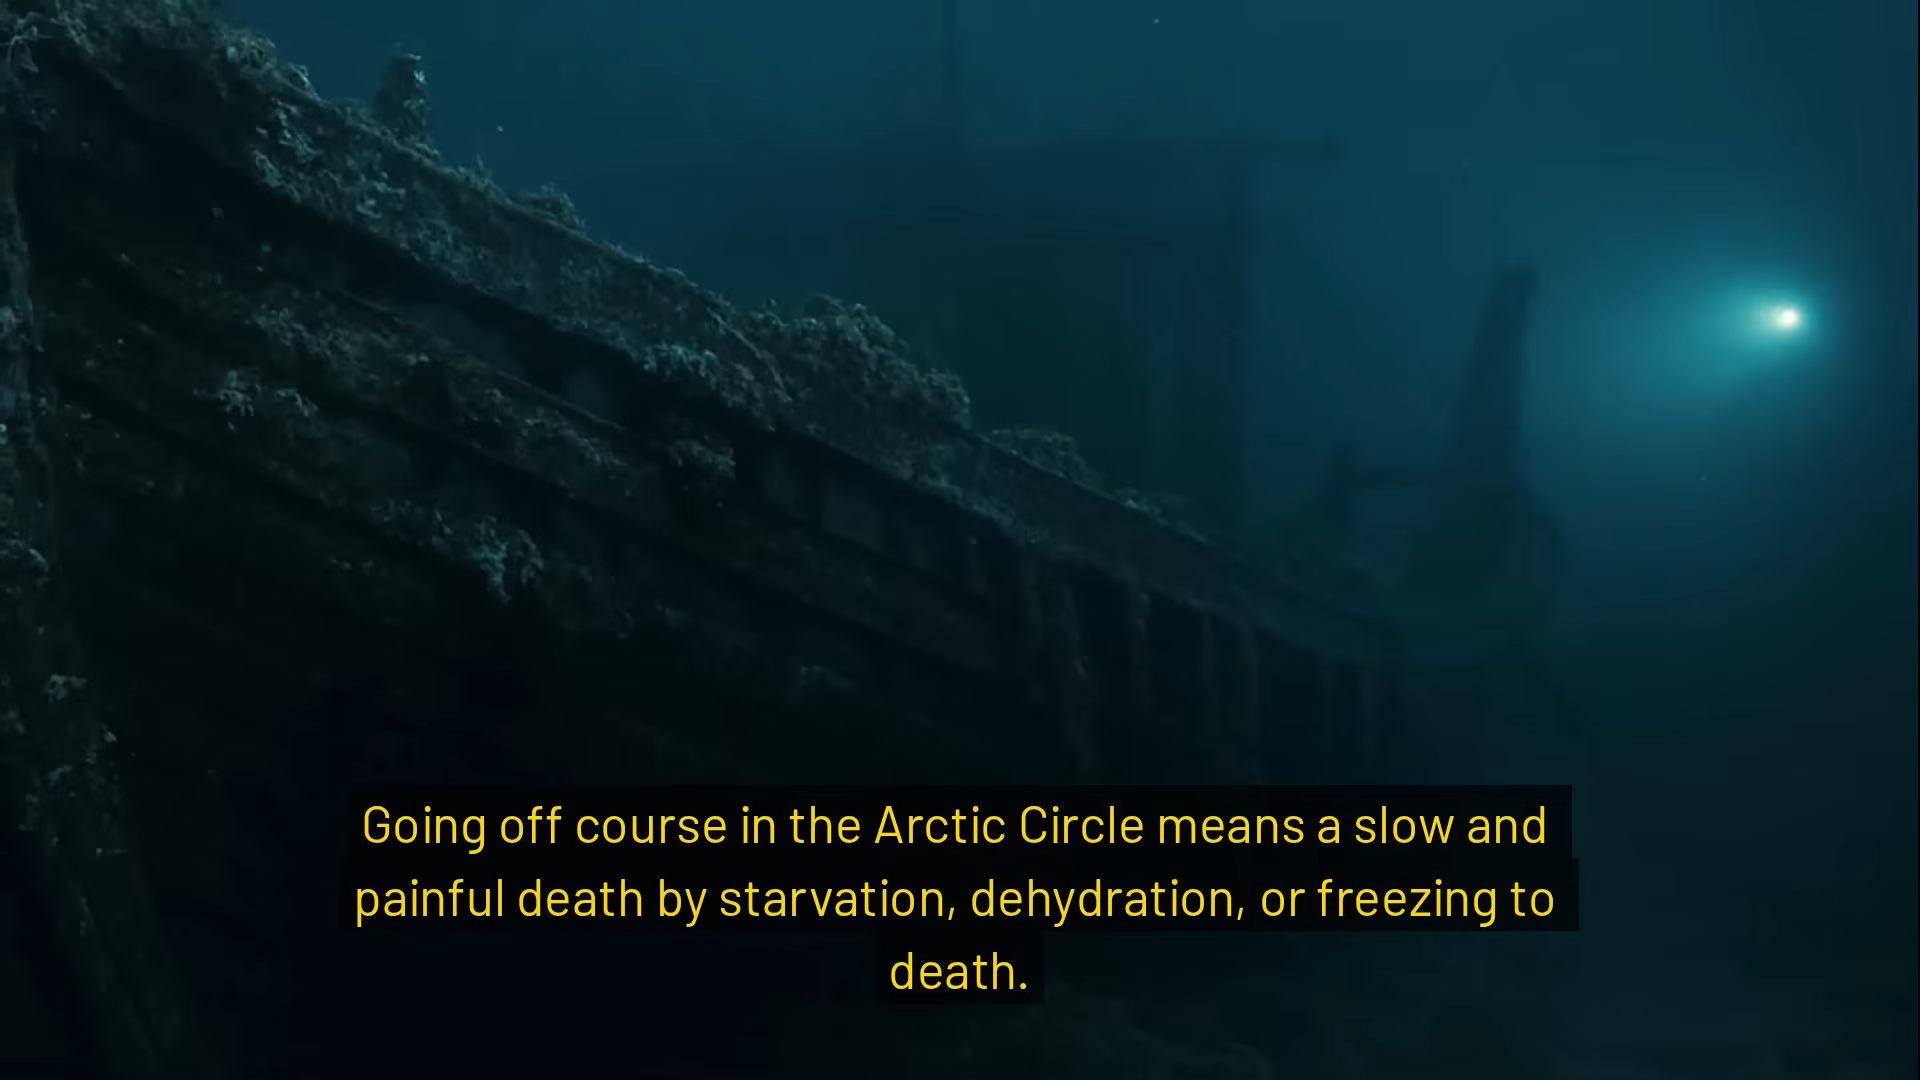 Going off course in the Arctic Circle means a slow and
painful death by starvation, dehydration, or freezing to
death.